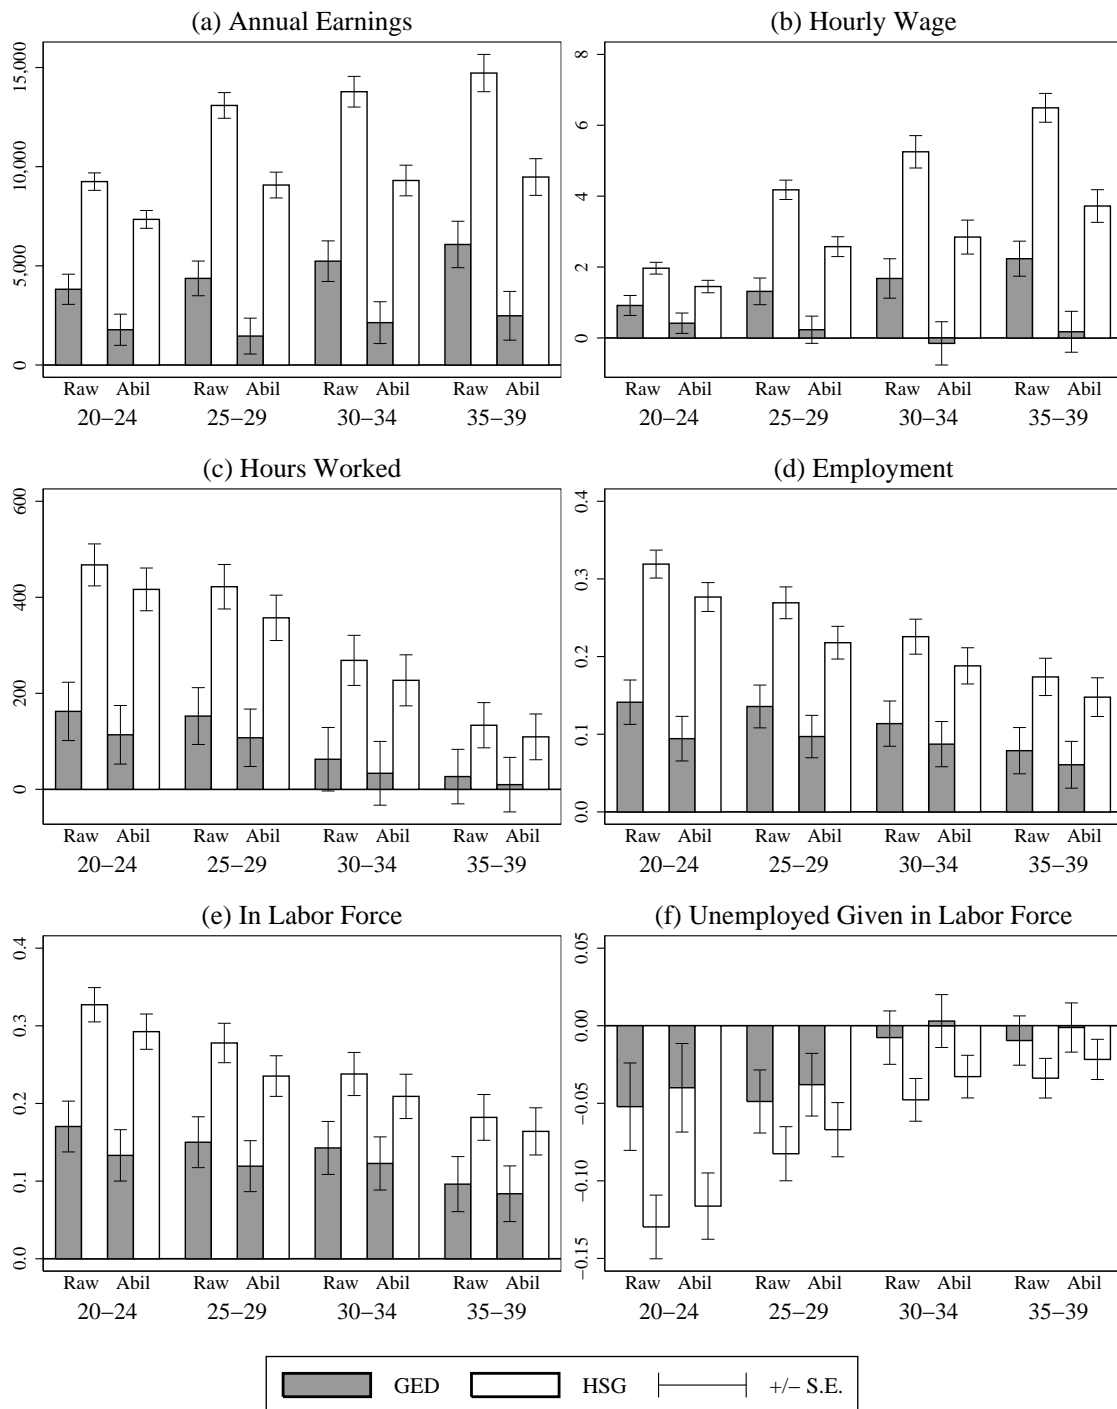 (a) Annual Earnings
15,000
10,000
5,000
0
Raw Abil Raw Abil Raw Abil Raw Abil
20−24 25−29 30−34 35−39
(b) Hourly Wage
8
6
4
2
0
Raw Abil Raw Abil Raw Abil Raw Abil
20−24 25−29 30−34 35−39
(c) Hours Worked
600
400
200
0
Raw Abil Raw Abil Raw Abil Raw Abil
20−24 25−29 30−34 35−39
(d) Employment
0.4
0.3
0.2
0.1
0.0
Raw Abil Raw Abil Raw Abil Raw Abil
20−24 25−29 30−34 35−39
(e) In Labor Force
0.4
0.3
0.2
0.1
0.0
Raw Abil Raw Abil Raw Abil Raw Abil
20−24 25−29 30−34 35−39
(f) Unemployed Given in Labor Force
0.05
0.00
−0.05
−0.10
−0.15
Raw Abil Raw Abil Raw Abil Raw Abil
20−24 25−29 30−34 35−39
GED HSG +/− S.E.